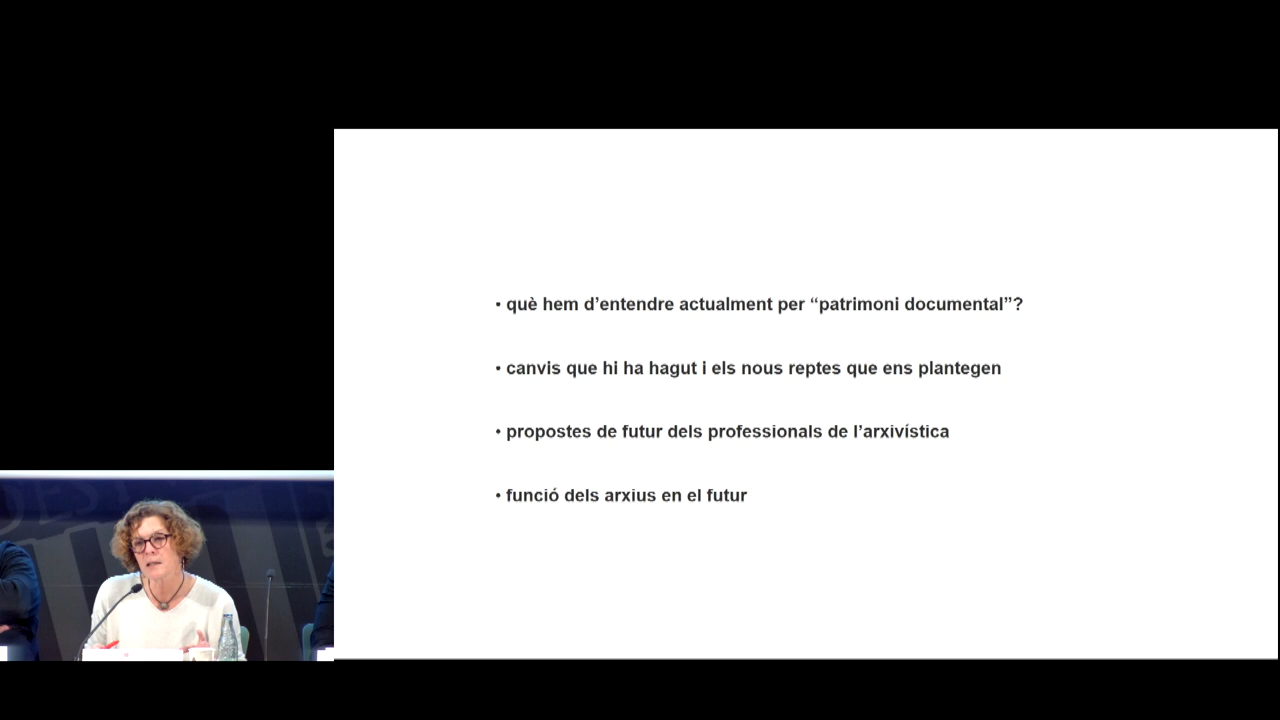 • què hem d’entendre actualment per “patrimoni documental”?
• canvis que hi ha hagut i els nous reptes que ens plantegen
• propostes de futur dels professionals de l’arxivística
• funció dels arxius en el futur